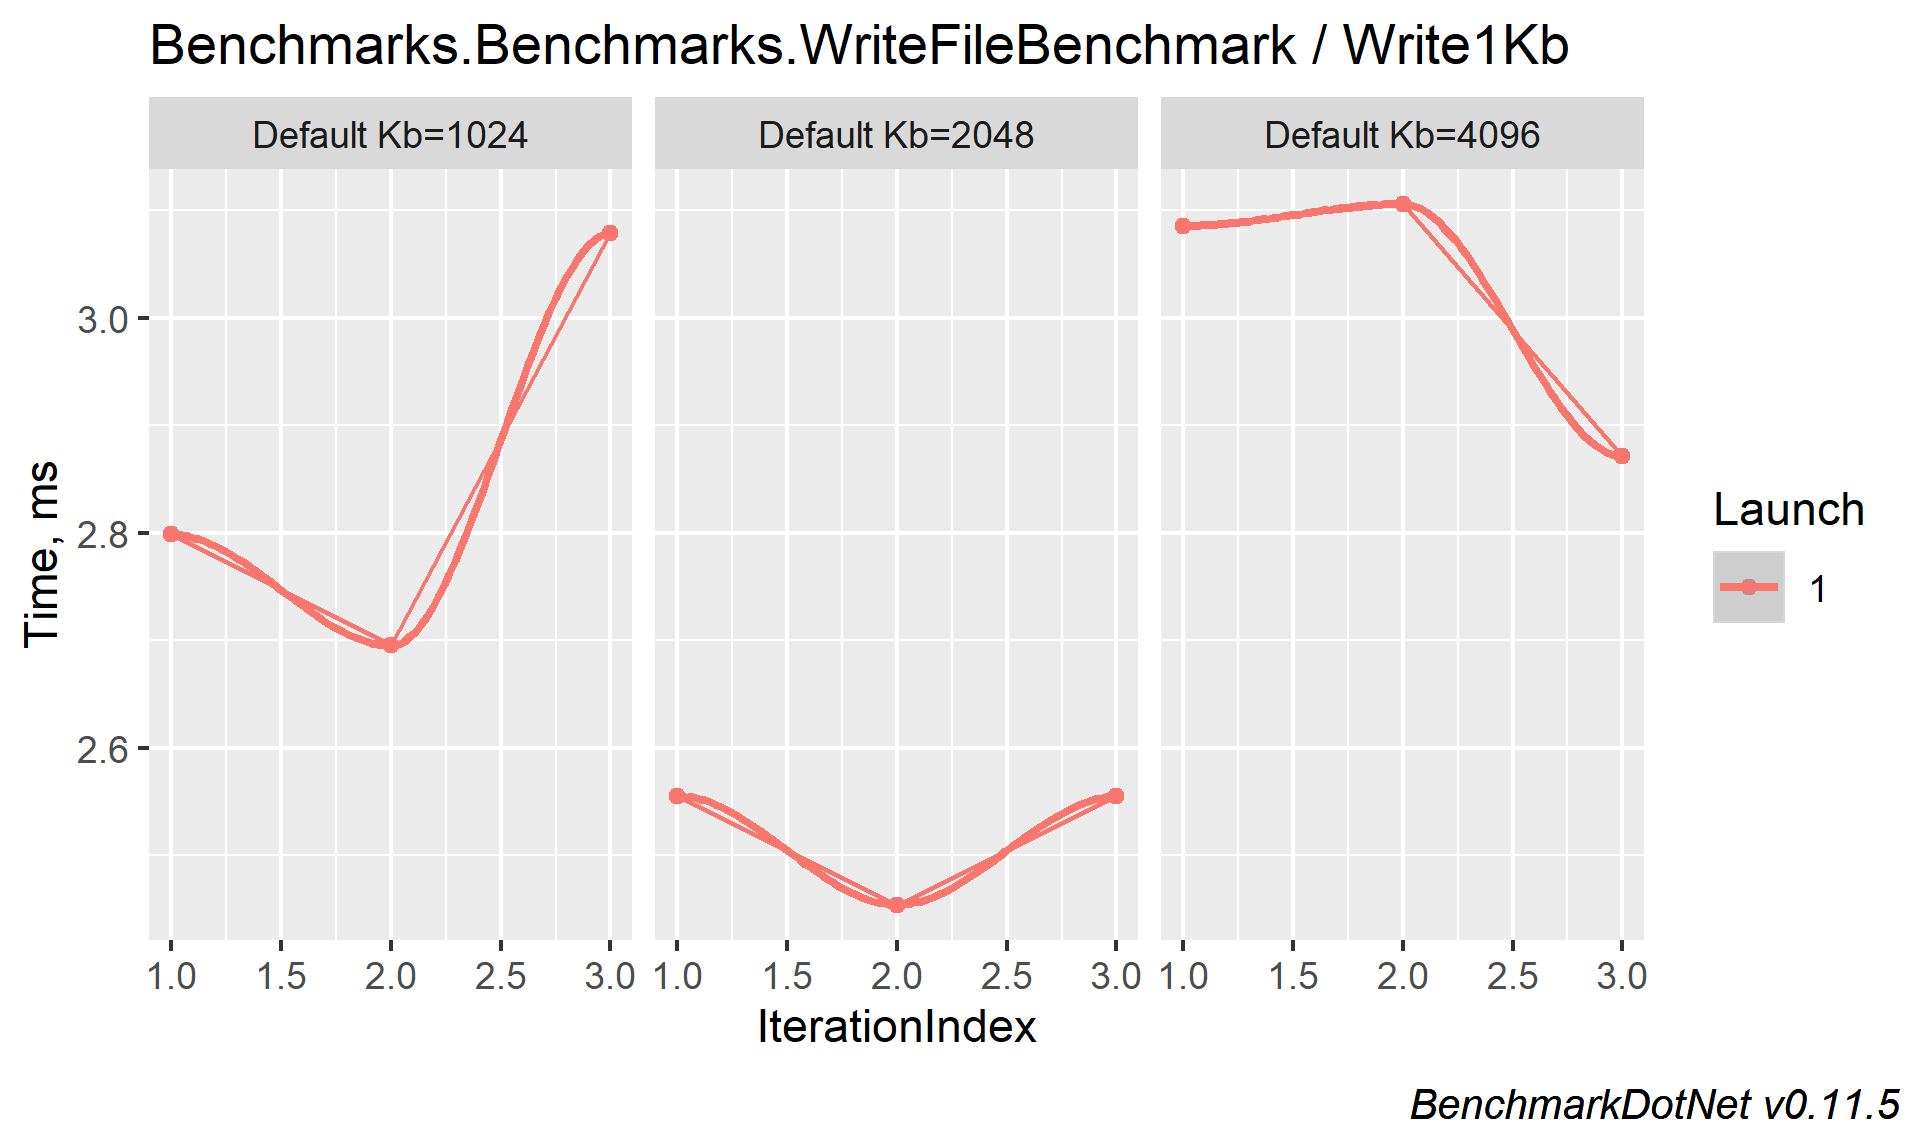 Benchmarks.Benchmarks.WriteFileBenchmark / Write1Kb
Default Kb=1024
Default Kb=2048
Default Kb=4096
Time, ms
3.0
2.8
2.6
1.0 1.5 2.0 2.5 3.0
1.0 1.5 2.0 2.5 3.0
1.0 1.5 2.0 2.5 3.0
IterationIndex
Launch
1
BenchmarkDotNet v0.11.5